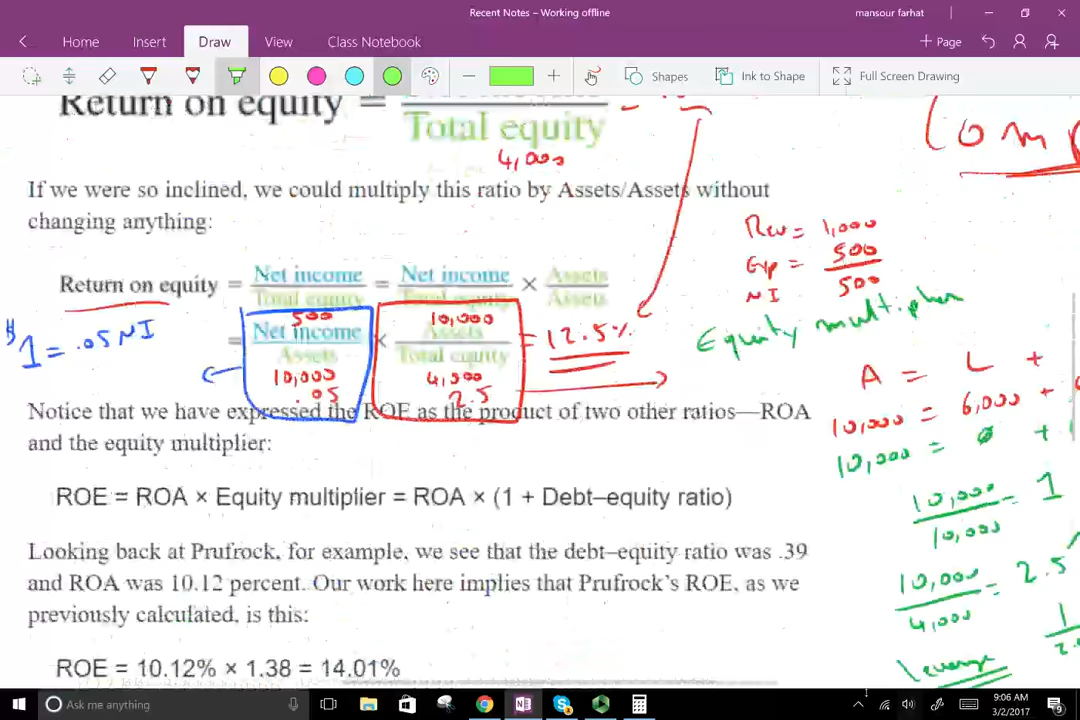 Recent Notes - Working offline
mansour farhat
Home Insert Draw View Class Notebook
Page
Shapes Ink to Shape Full Screen Drawing
Return on equity =
Total equity
4,000
Com
If we were so inclined, we could multiply this ratio by Assets/Assets without
changing anything:
Rev = 1,000
Exp = 500
NI 500
Return on equity = Net income / Total equity = Net income / Total equity × Assets / Assets
Equity multiplier
$1 = .05 NI
= 500 Net income / Assets 10,000 .05 × 10,000 Assets / Total equity 4,000 2.5 = 12.5%
A = L +
10,000 = 6,000 +
10,000 = 0 +
Notice that we have expressed the ROE as the product of two other ratios—ROA
and the equity multiplier:
10,000 / 10,000 = 1
ROE = ROA × Equity multiplier = ROA × (1 + Debt–equity ratio)
Looking back at Prufrock, for example, we see that the debt–equity ratio was .39
and ROA was 10.12 percent. Our work here implies that Prufrock's ROE, as we
previously calculated, is this:
10,000 / 4,000 = 2.5
leverage
ROE = 10.12% × 1.38 = 14.01%
Ask me anything
9:06 AM
3/2/2017